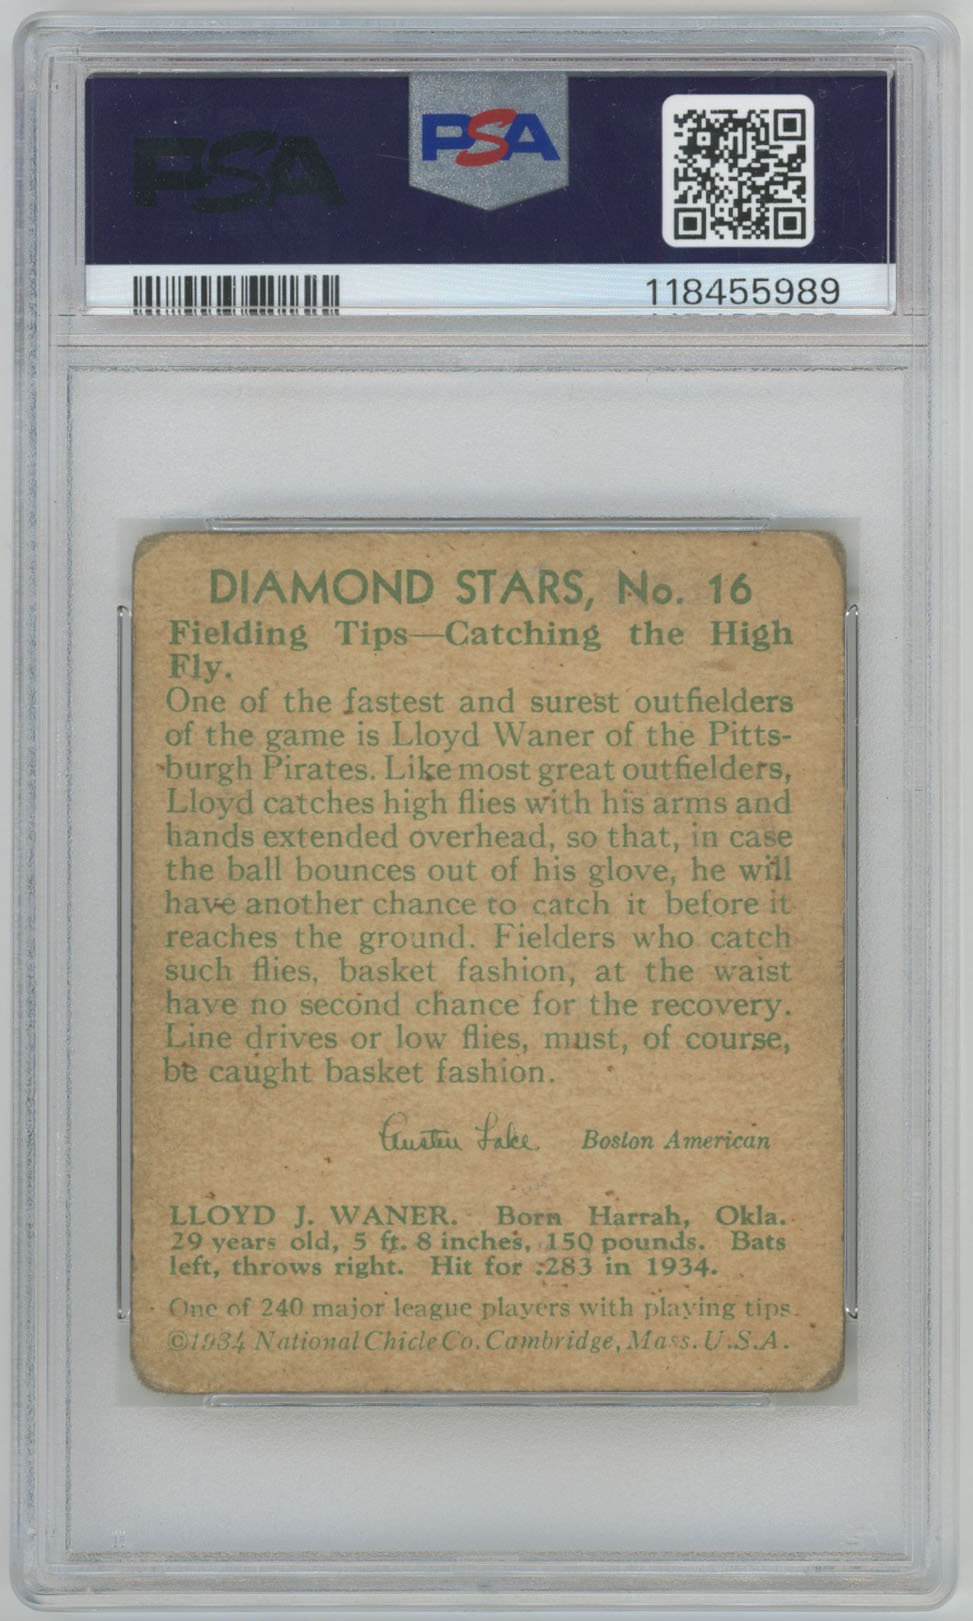 PSA
PSA
118455989
DIAMOND STARS, No. 16
Fielding Tips—Catching the High
Fly.
One of the fastest and surest outfielders
of the game is Lloyd Waner of the Pitts-
burgh Pirates. Like most great outfielders,
Lloyd catches high flies with his arms and
hands extended overhead, so that, in case
the ball bounces out of his glove, he will
have another chance to catch it before it
reaches the ground. Fielders who catch
such flies, basket fashion, at the waist
have no second chance for the recovery.
Line drives or low flies, must, of course,
be caught basket fashion.
Austen Lake Boston American
LLOYD J. WANER. Born Harrah, Okla.
29 years old, 5 ft. 8 inches, 150 pounds. Bats
left, throws right. Hit for .283 in 1934.
One of 240 major league players with playing tips.
©1934 National Chicle Co. Cambridge, Mass. U.S.A.